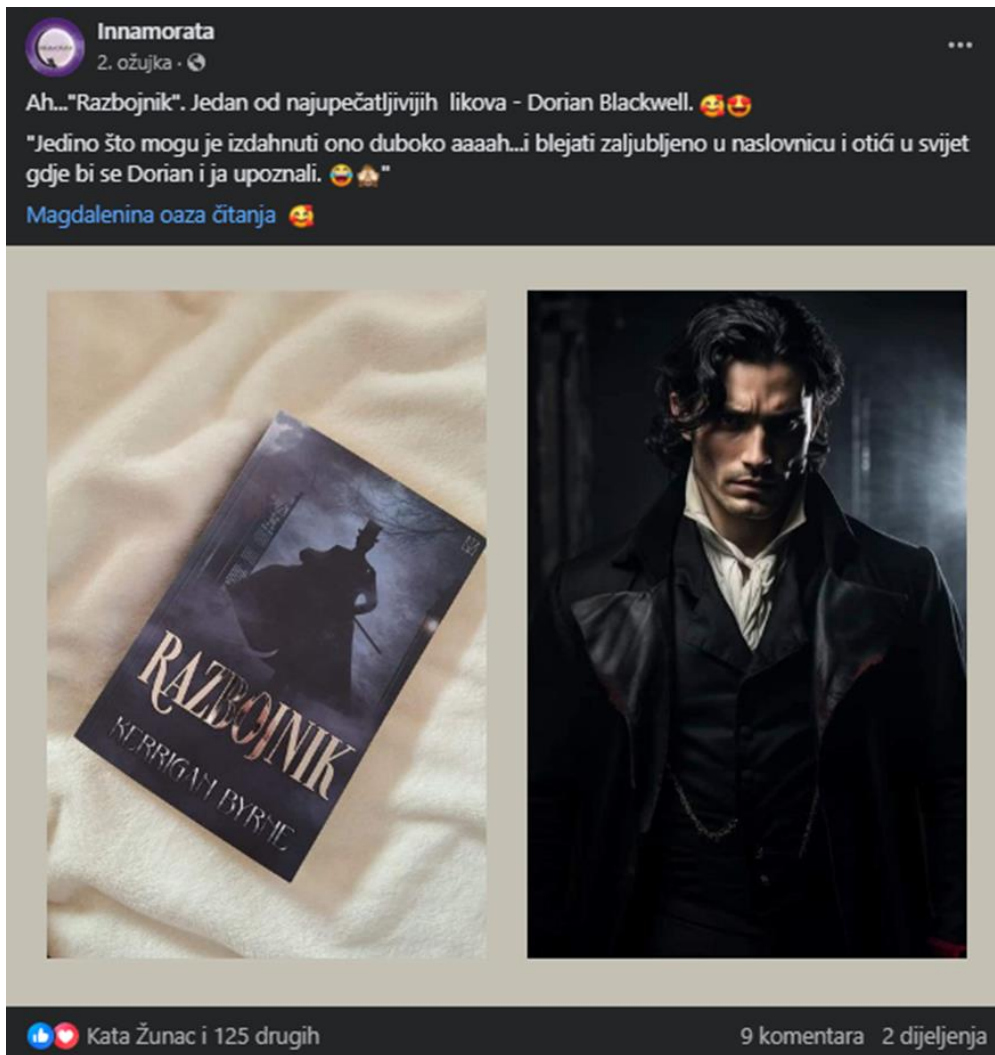 Innamorata
2. ožujka ·
Ah..."Razbojnik". Jedan od najupečatljivijih likova - Dorian Blackwell. 🥰🤩
"Jedino što mogu je izdahnuti ono duboko aaaah...i blejati zaljubljeno u naslovnicu i otići u svijet
gdje bi se Dorian i ja upoznali. 😂🙈"
Magdalenina oaza čitanja 🥰
RAZBOJNIK
KERRIGAN BYRNE
Kata Žunac i 125 drugih
9 komentara 2 dijeljenja